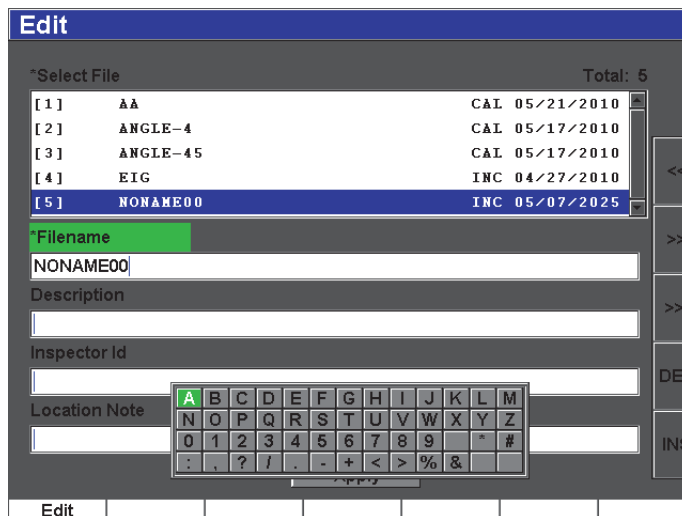 Edit
*Select File Total: 5
[1] AA CAL 05/21/2010
[2] ANGLE-4 CAL 05/17/2010
[3] ANGLE-45 CAL 05/17/2010
[4] EIG INC 04/27/2010
[5] NONAME00 INC 05/07/2025
*Filename
NONAME00
Description
Inspector Id
Location Note
A B C D E F G H I J K L M
N O P Q R S T U V W X Y Z
0 1 2 3 4 5 6 7 8 9 * #
: , ? / . - + < > % &
Apply
Edit